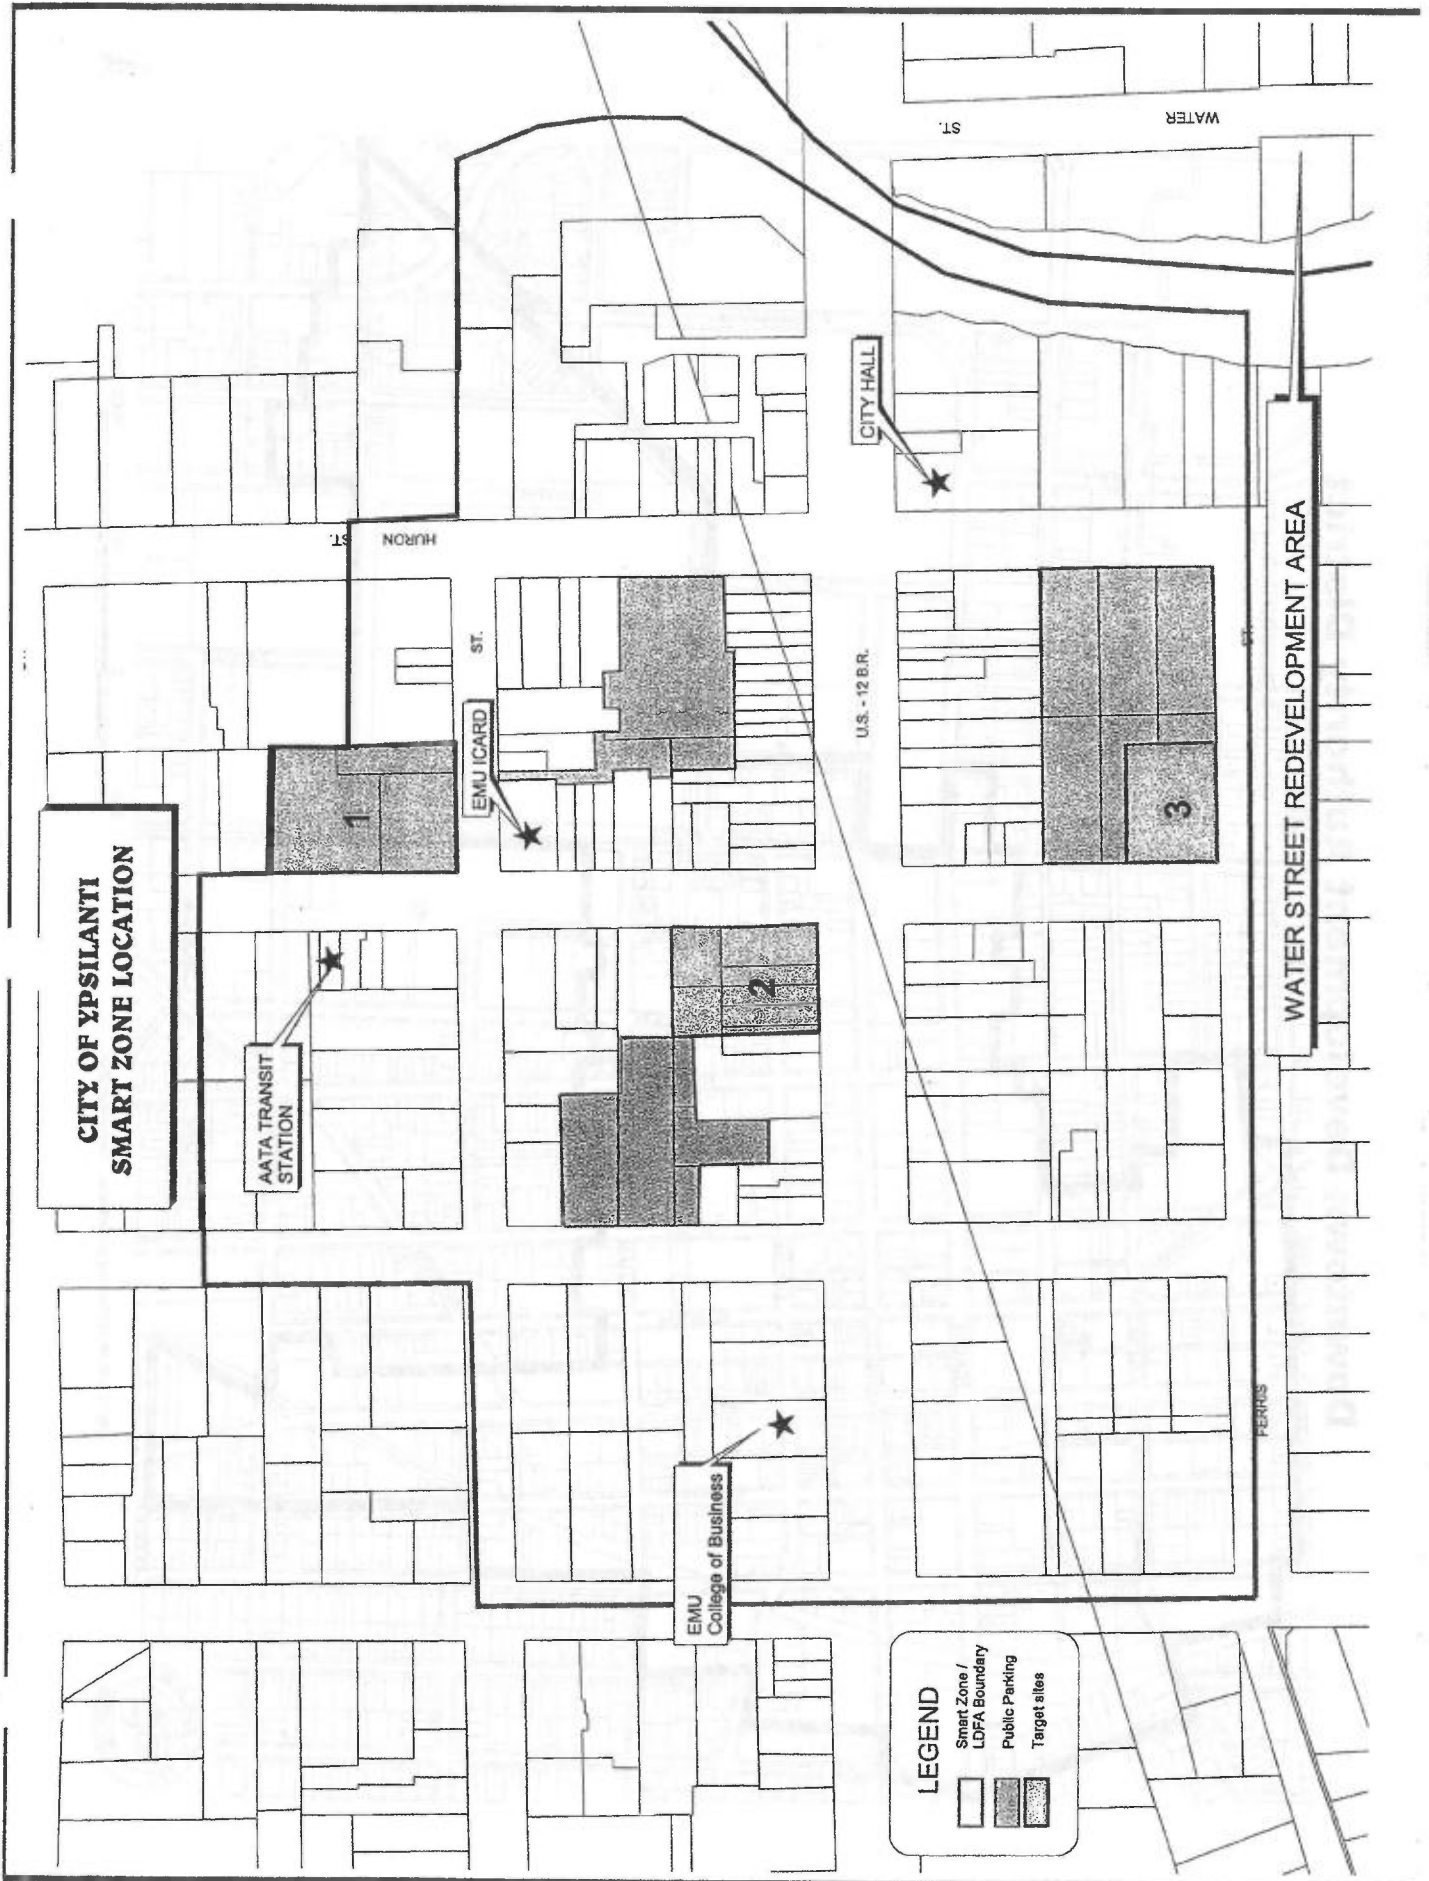 CITY OF YPSILANTI
SMART ZONE LOCATION
AATA TRANSIT
STATION
1
HURON
ST.
EMU ICARD
ST.
2
EMU
College of Business
U.S. - 12 B.R.
CITY HALL
ST.
WATER
3
FERRIS
ST.
WATER STREET REDEVELOPMENT AREA
LEGEND
Smart Zone /
LDFA Boundary
Public Parking
Target sites